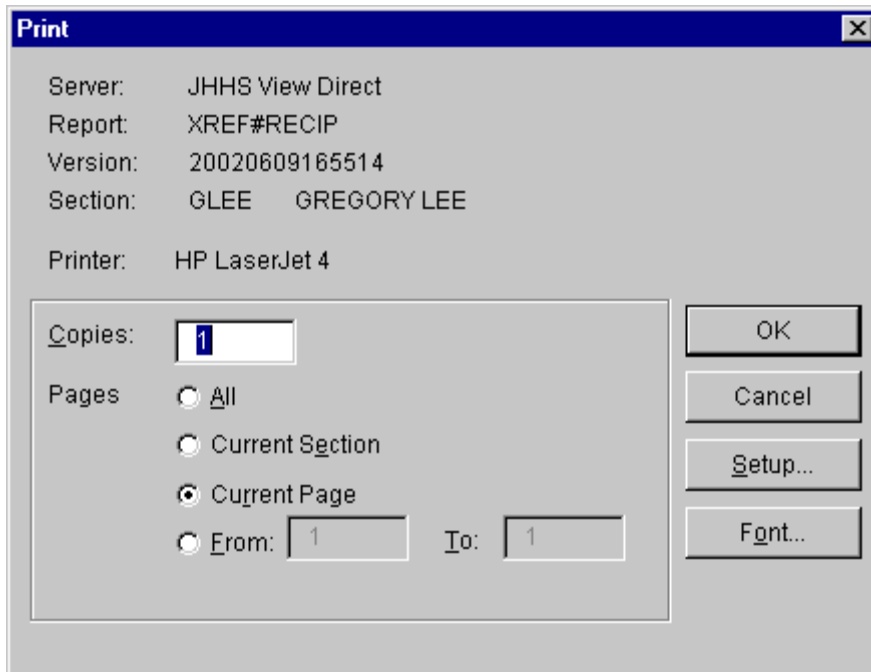 Print
Server: JHHS View Direct
Report: XREF#RECIP
Version: 20020609165514
Section: GLEE GREGORY LEE
Printer: HP LaserJet 4
Copies: 1
OK
Pages All
Cancel
Current Section
Setup...
Current Page
From: 1 To: 1
Font...